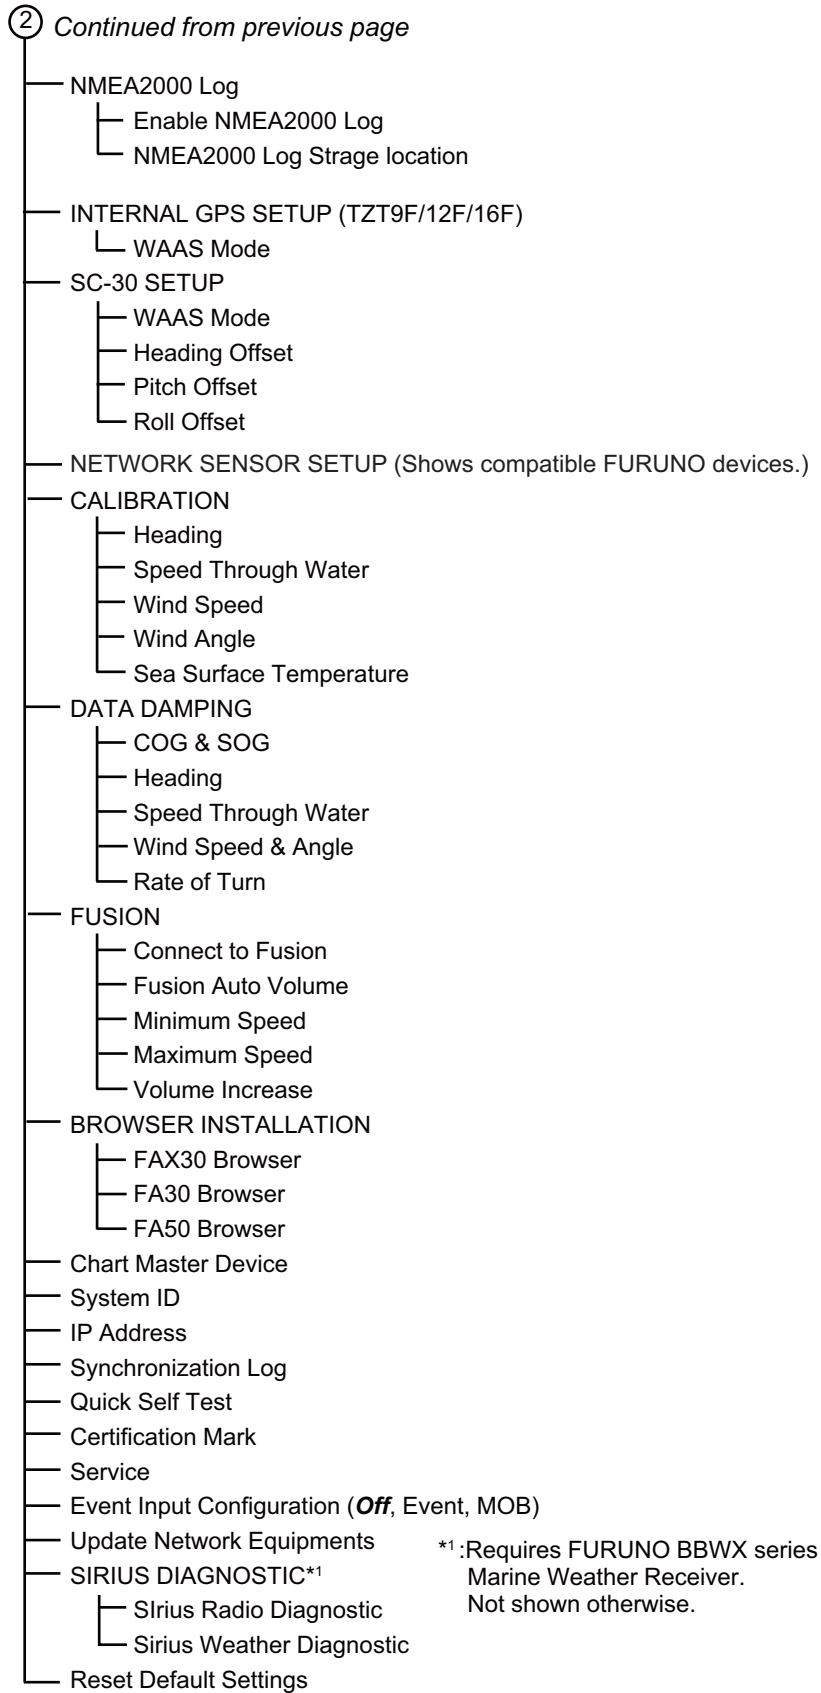 2 Continued from previous page
NMEA2000 Log
Enable NMEA2000 Log
NMEA2000 Log Strage location
INTERNAL GPS SETUP (TZT9F/12F/16F)
WAAS Mode
SC-30 SETUP
WAAS Mode
Heading Offset
Pitch Offset
Roll Offset
NETWORK SENSOR SETUP (Shows compatible FURUNO devices.)
CALIBRATION
Heading
Speed Through Water
Wind Speed
Wind Angle
Sea Surface Temperature
DATA DAMPING
COG & SOG
Heading
Speed Through Water
Wind Speed & Angle
Rate of Turn
FUSION
Connect to Fusion
Fusion Auto Volume
Minimum Speed
Maximum Speed
Volume Increase
BROWSER INSTALLATION
FAX30 Browser
FA30 Browser
FA50 Browser
Chart Master Device
System ID
IP Address
Synchronization Log
Quick Self Test
Certification Mark
Service
Event Input Configuration (Off, Event, MOB)
Update Network Equipments
SIRIUS DIAGNOSTIC*1
SIrius Radio Diagnostic
Sirius Weather Diagnostic
Reset Default Settings
*1 :Requires FURUNO BBWX series
Marine Weather Receiver.
Not shown otherwise.